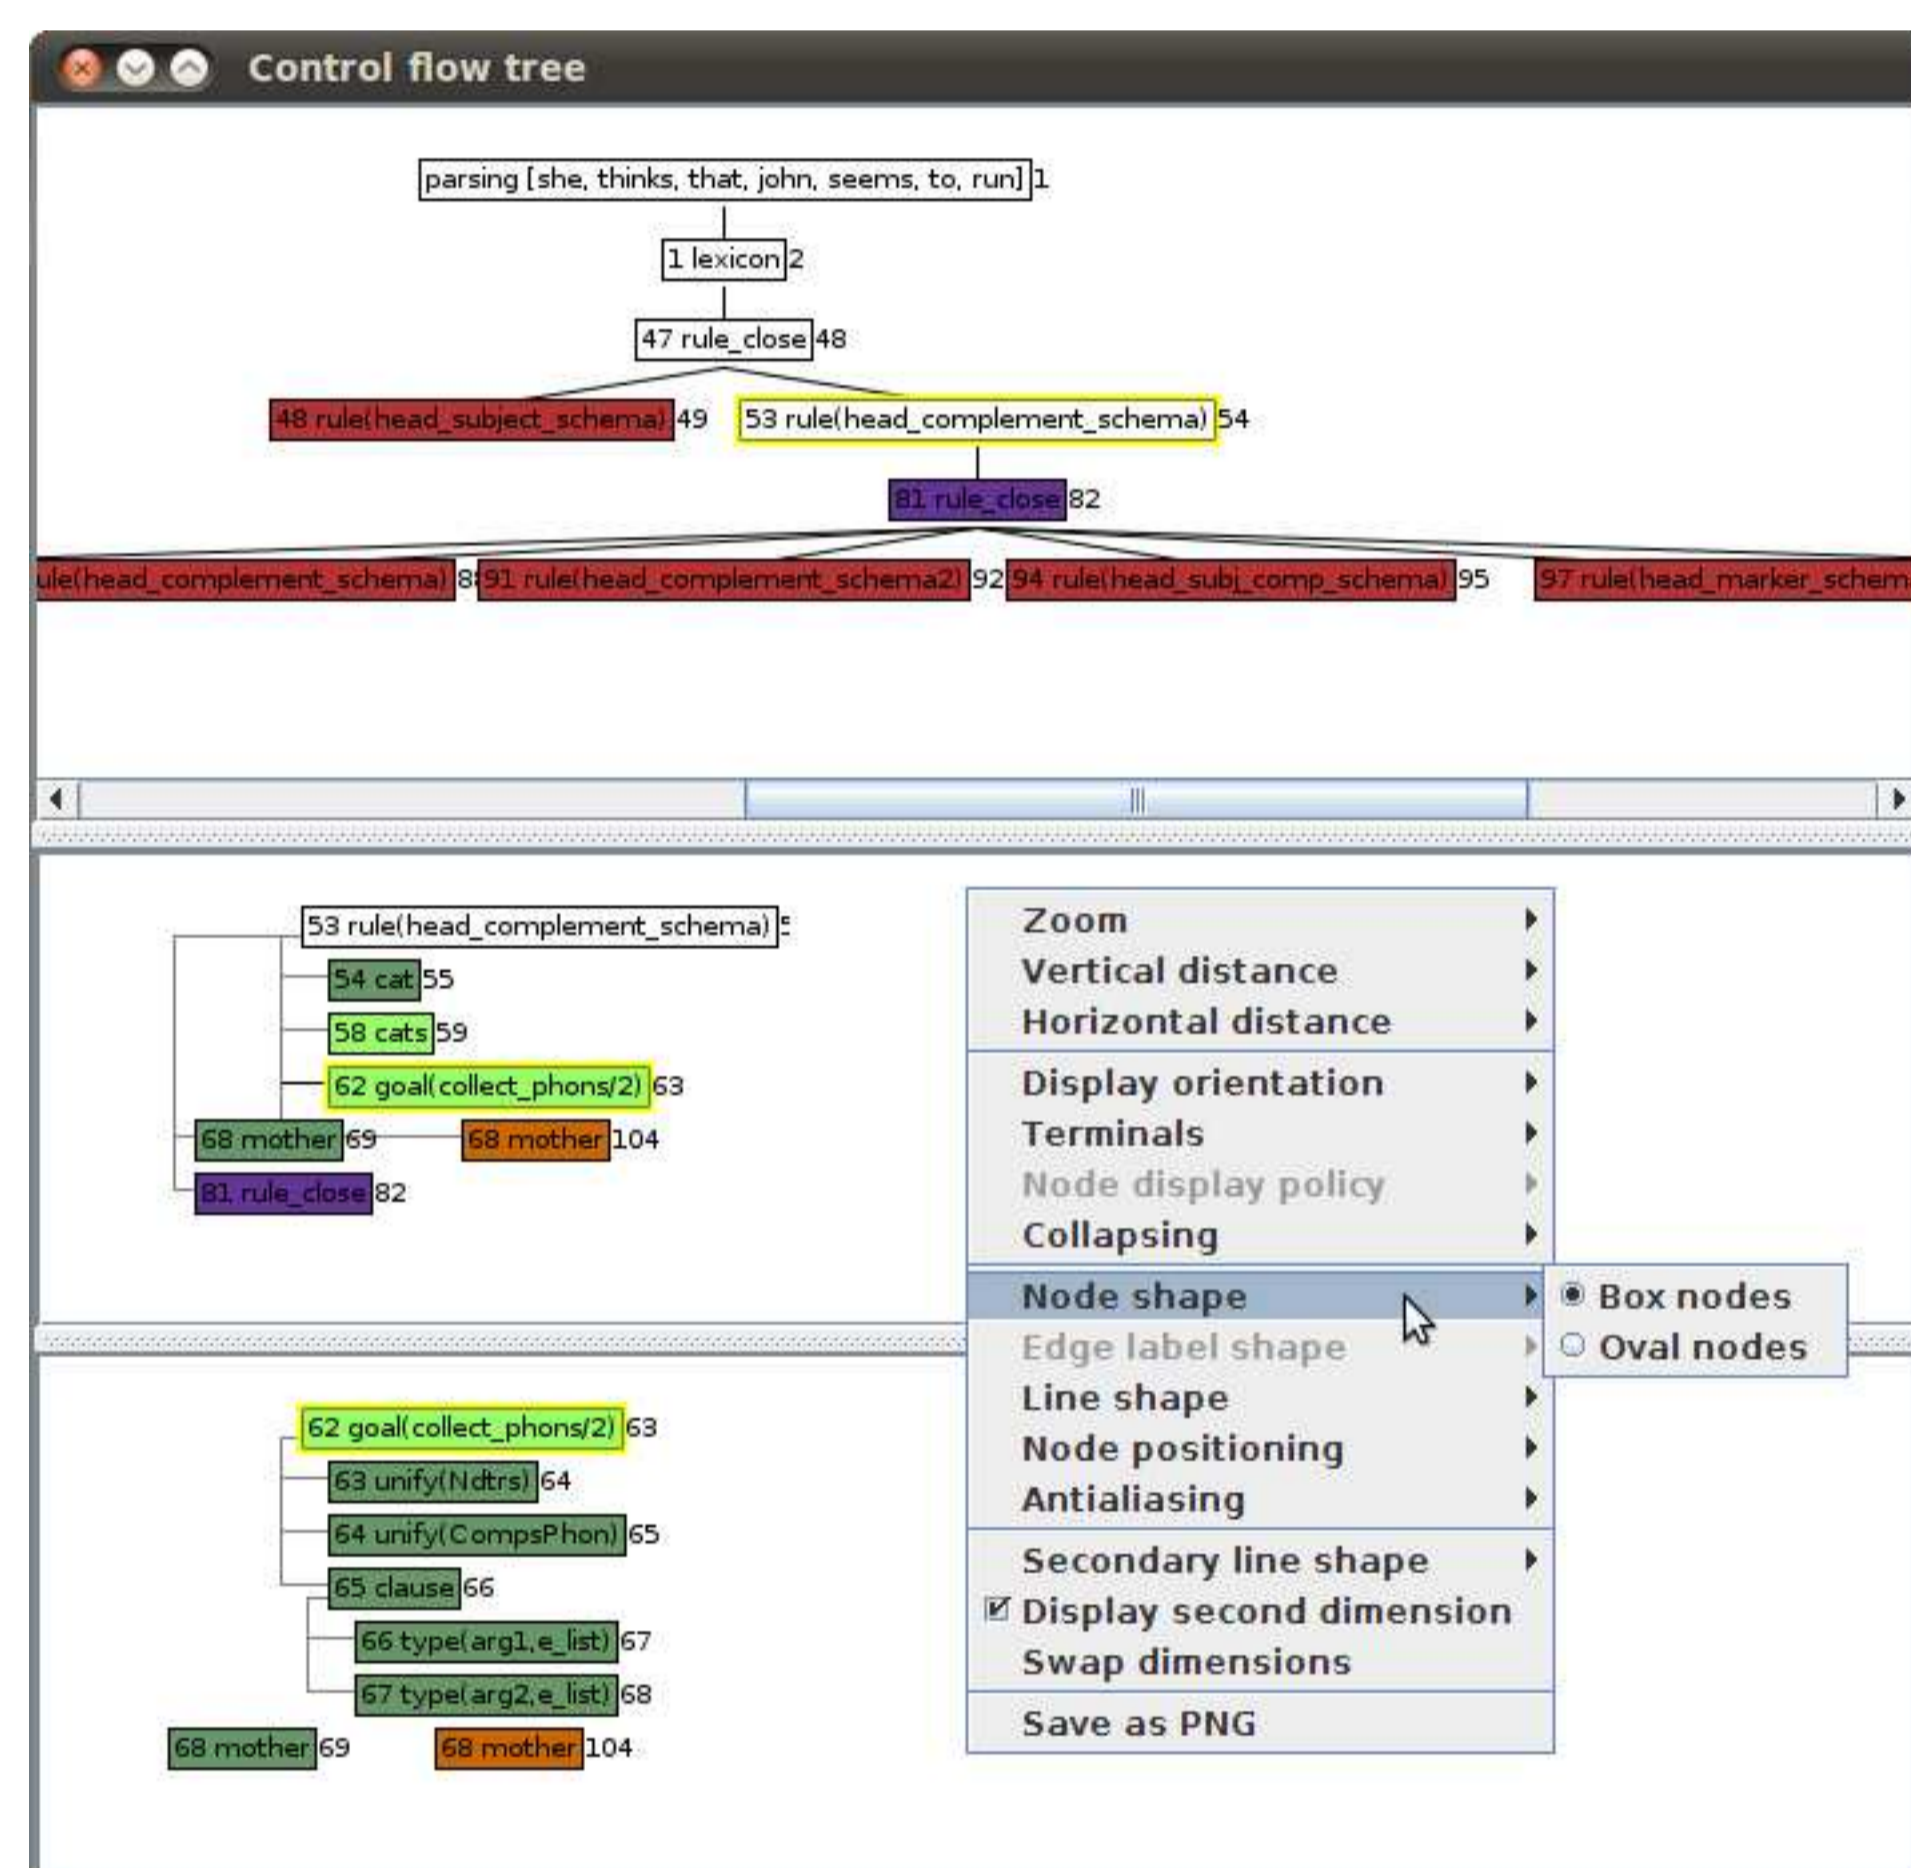 Control flow tree
parsing [she, thinks, that, john, seems, to, run] 1
1 lexicon 2
47 rule_close 48
48 rule(head_subject_schema) 49 53 rule(head_complement_schema) 54
81 rule_close 82
ule(head_complement_schema) 8 91 rule(head_complement_schema2) 92 94 rule(head_subj_comp_schema) 95 97 rule(head_marker_schem
53 rule(head_complement_schema)
54 cat 55
58 cats 59
62 goal(collect_phons/2) 63
68 mother 69 68 mother 104
81 rule_close 82
62 goal(collect_phons/2) 63
63 unify(Ndtrs) 64
64 unify(CompsPhon) 65
65 clause 66
66 type(arg1,e_list) 67
67 type(arg2,e_list) 68
68 mother 69 68 mother 104
Zoom
Vertical distance
Horizontal distance
Display orientation
Terminals
Node display policy
Collapsing
Node shape
Edge label shape
Line shape
Node positioning
Antialiasing
Secondary line shape
Display second dimension
Swap dimensions
Save as PNG
Box nodes
Oval nodes